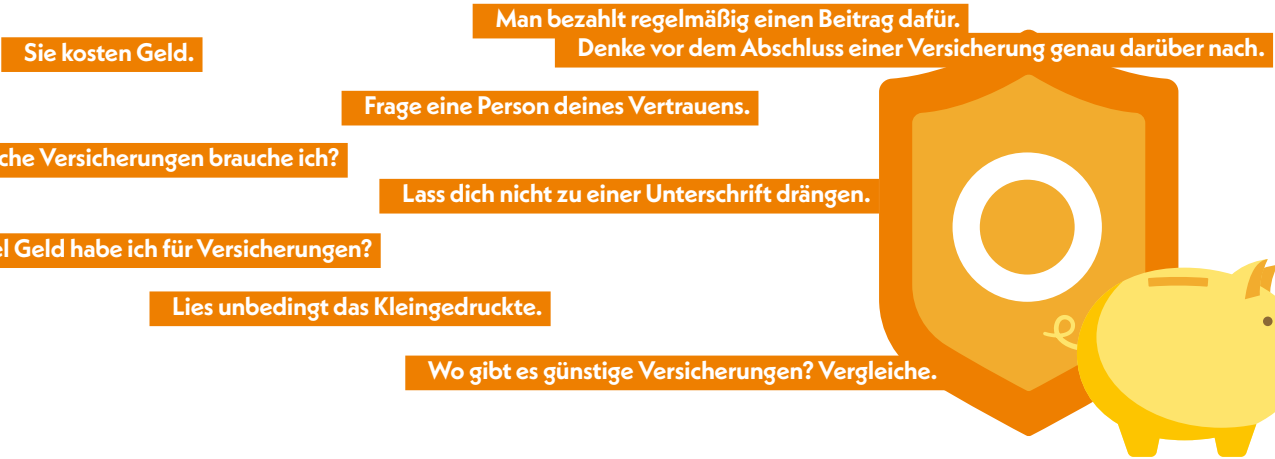 Man bezahlt regelmäßig einen Beitrag dafür.
Sie kosten Geld.
Denke vor dem Abschluss einer Versicherung genau darüber nach.
Frage eine Person deines Vertrauens.
Versicherungen brauche ich?
Lass dich nicht zu einer Unterschrift drängen.
Geld habe ich für Versicherungen?
Lies unbedingt das Kleingedruckte.
Wo gibt es günstige Versicherungen? Vergleiche.